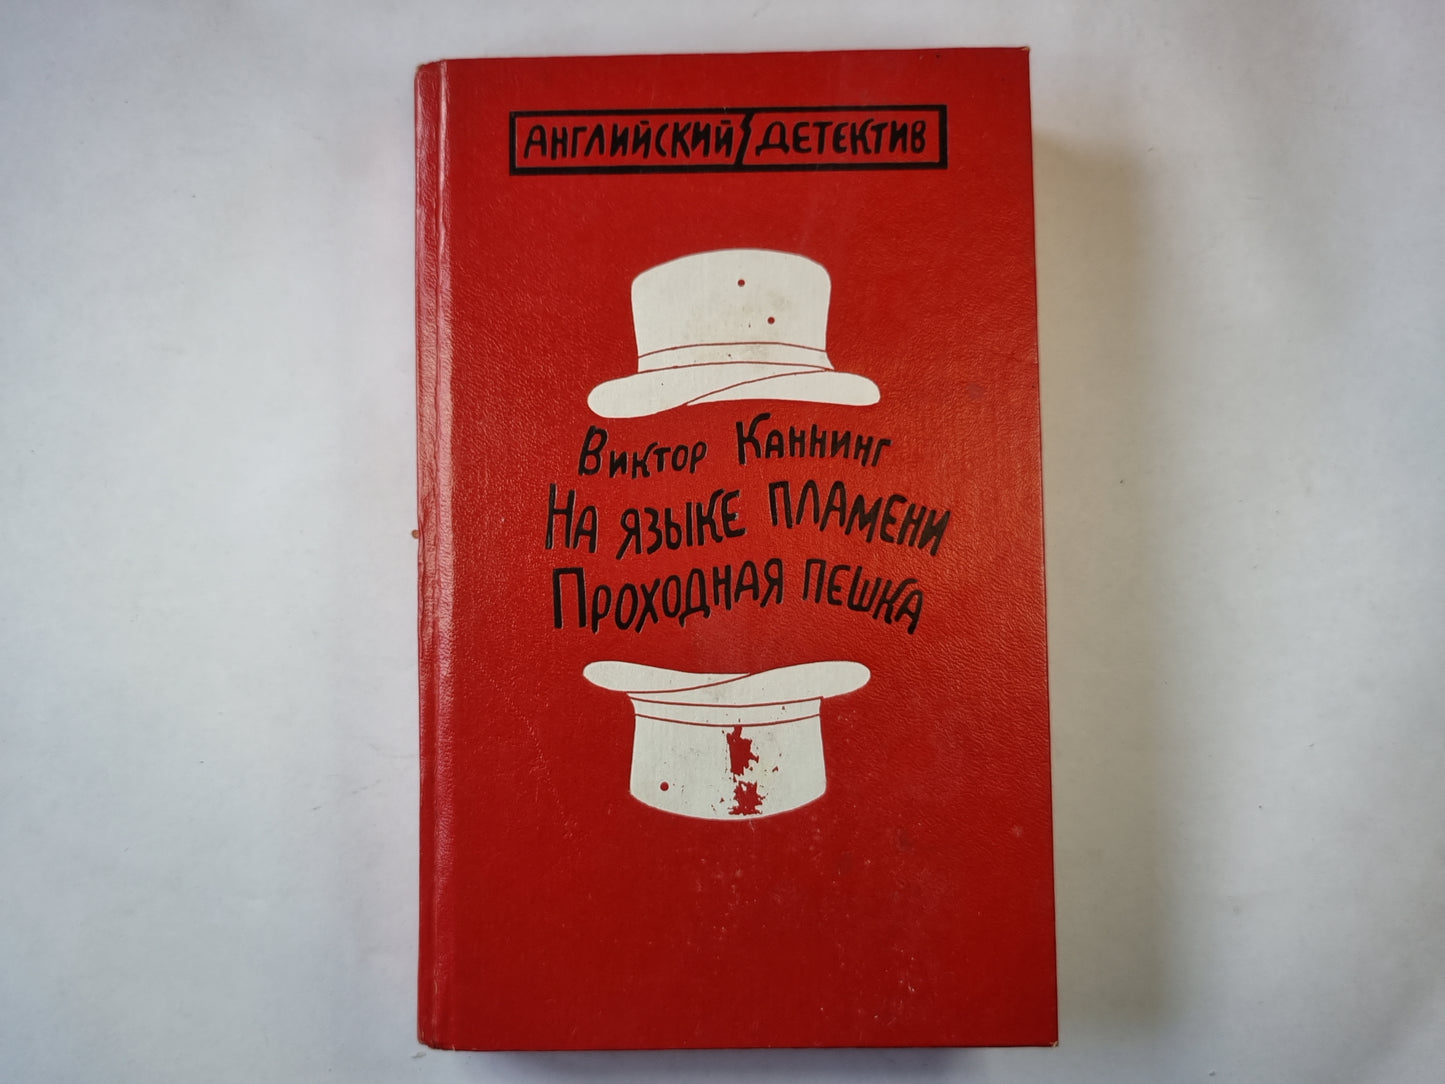 АНГЛИЙСКИЙ ДЕТЕКТИВ
Виктор Каннинг
На языке пламени
Проходная пешка